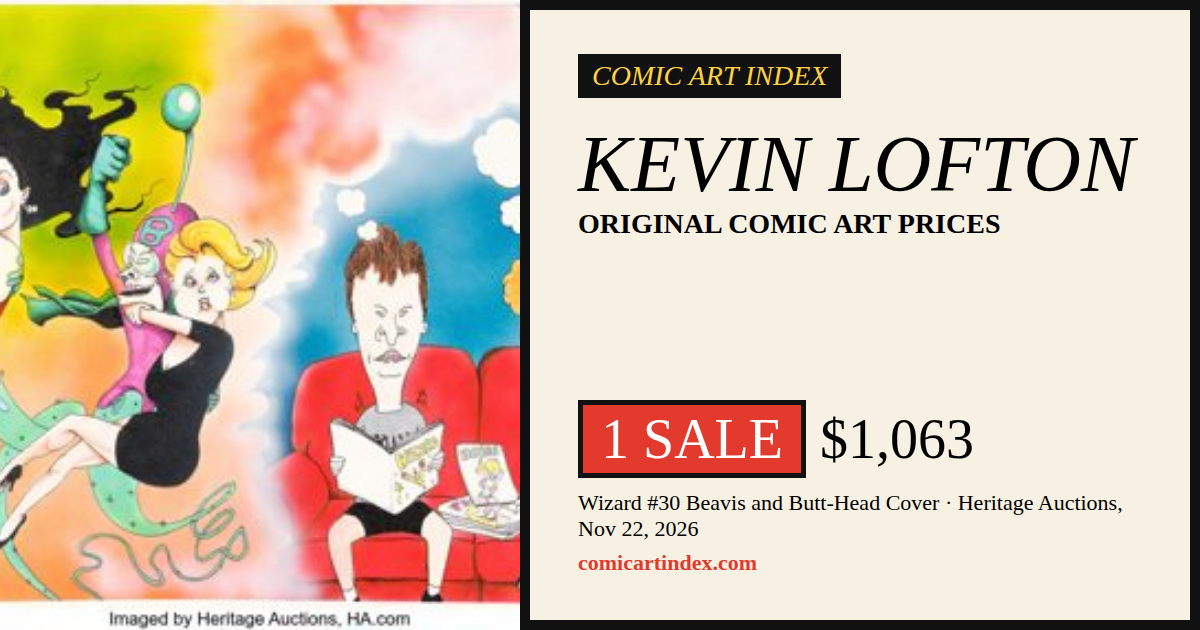 COMIC ART INDEX
KEVIN LOFTON
ORIGINAL COMIC ART PRICES
1 SALE $1,063
Wizard #30 Beavis and Butt-Head Cover · Heritage Auctions,
Nov 22, 2026
comicartindex.com
B
Imaged by Heritage Auctions, HA.com